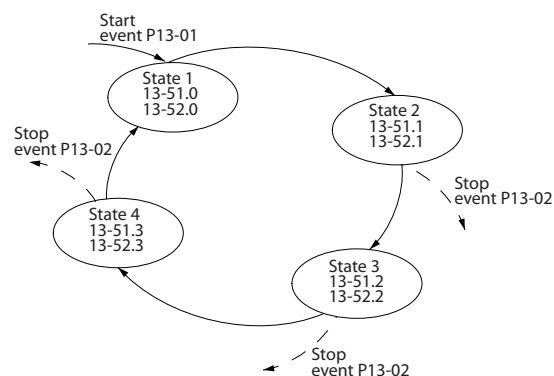 Start
event P13-01
State 1
13-51.0
13-52.0
State 2
13-51.1
13-52.1
Stop
event P13-02
Stop
event P13-02
State 4
13-51.3
13-52.3
State 3
13-51.2
13-52.2
Stop
event P13-02